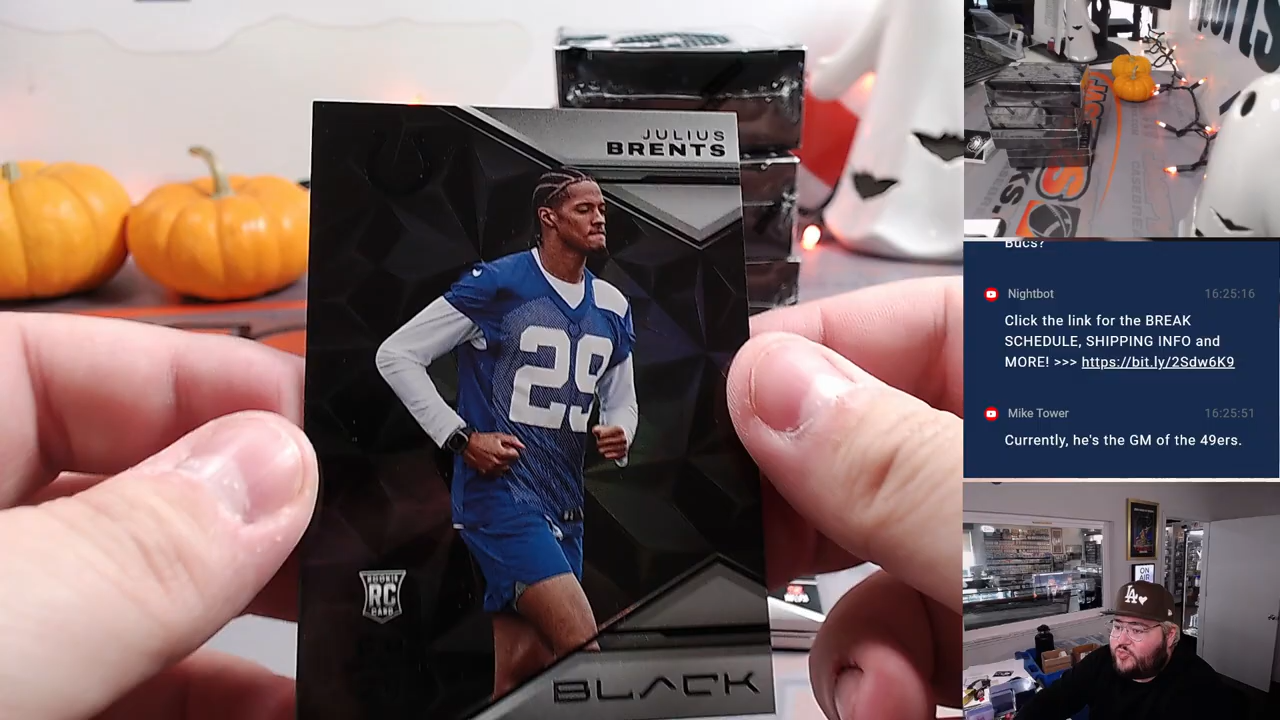 JULIUS
BRENTS
29
ROOKIE
RC
CARD
BLACK
Bucs?
Nightbot
16:25:16
Click the link for the BREAK
SCHEDULE, SHIPPING INFO and
MORE! >>> https://bit.ly/2Sdw6K9
Mike Tower
16:25:51
Currently, he's the GM of the 49ers.
ON
AIR
LA